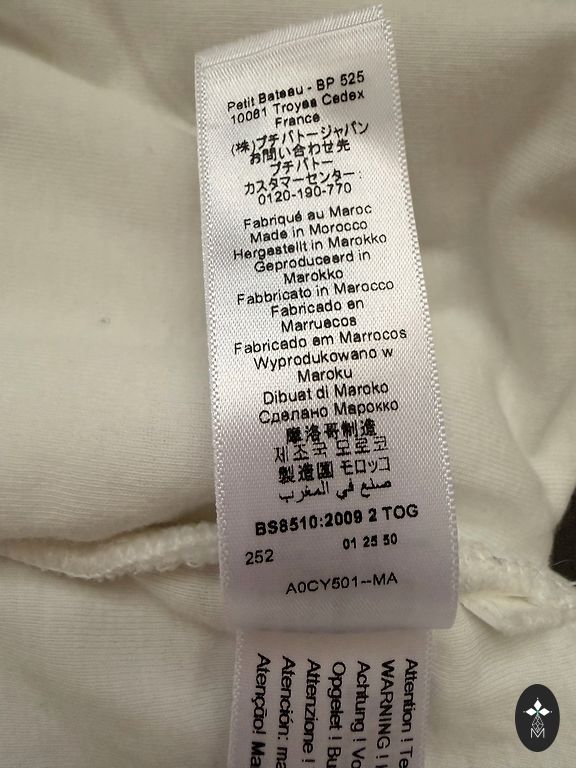 Petit Bateau - BP 525
10081 Troyes Cedex
France
(株)プチバトージャパン
お問い合わせ先
プチバトー
カスタマーセンター:
0120-190-770
Fabriqué au Maroc
Made in Morocco
Hergestellt in Marokko
Geproduceerd in
Marokko
Fabbricato in Marocco
Fabricado en
Marruecos
Fabricado em Marrocos
Wyprodukowano w
Maroku
Dibuat di Maroko
Сделано Марокко
摩洛哥制造
제조국 모로코
製造國 モロッコ
صنع في المغرب
BS8510:2009 2 TOG
252 01 25 50
A0CY501--MA
Attention ! Te
WARNING !
Achtung ! Vo
Opgelet ! Bu
Attenzione !
Atención: ma
Atenção! Ma
M